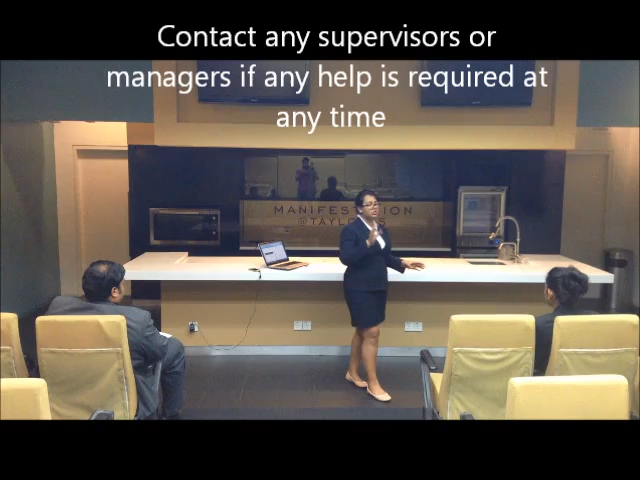 Contact any supervisors or
managers if any help is required at
any time
MANIFESTATION
@TAYLOR'S